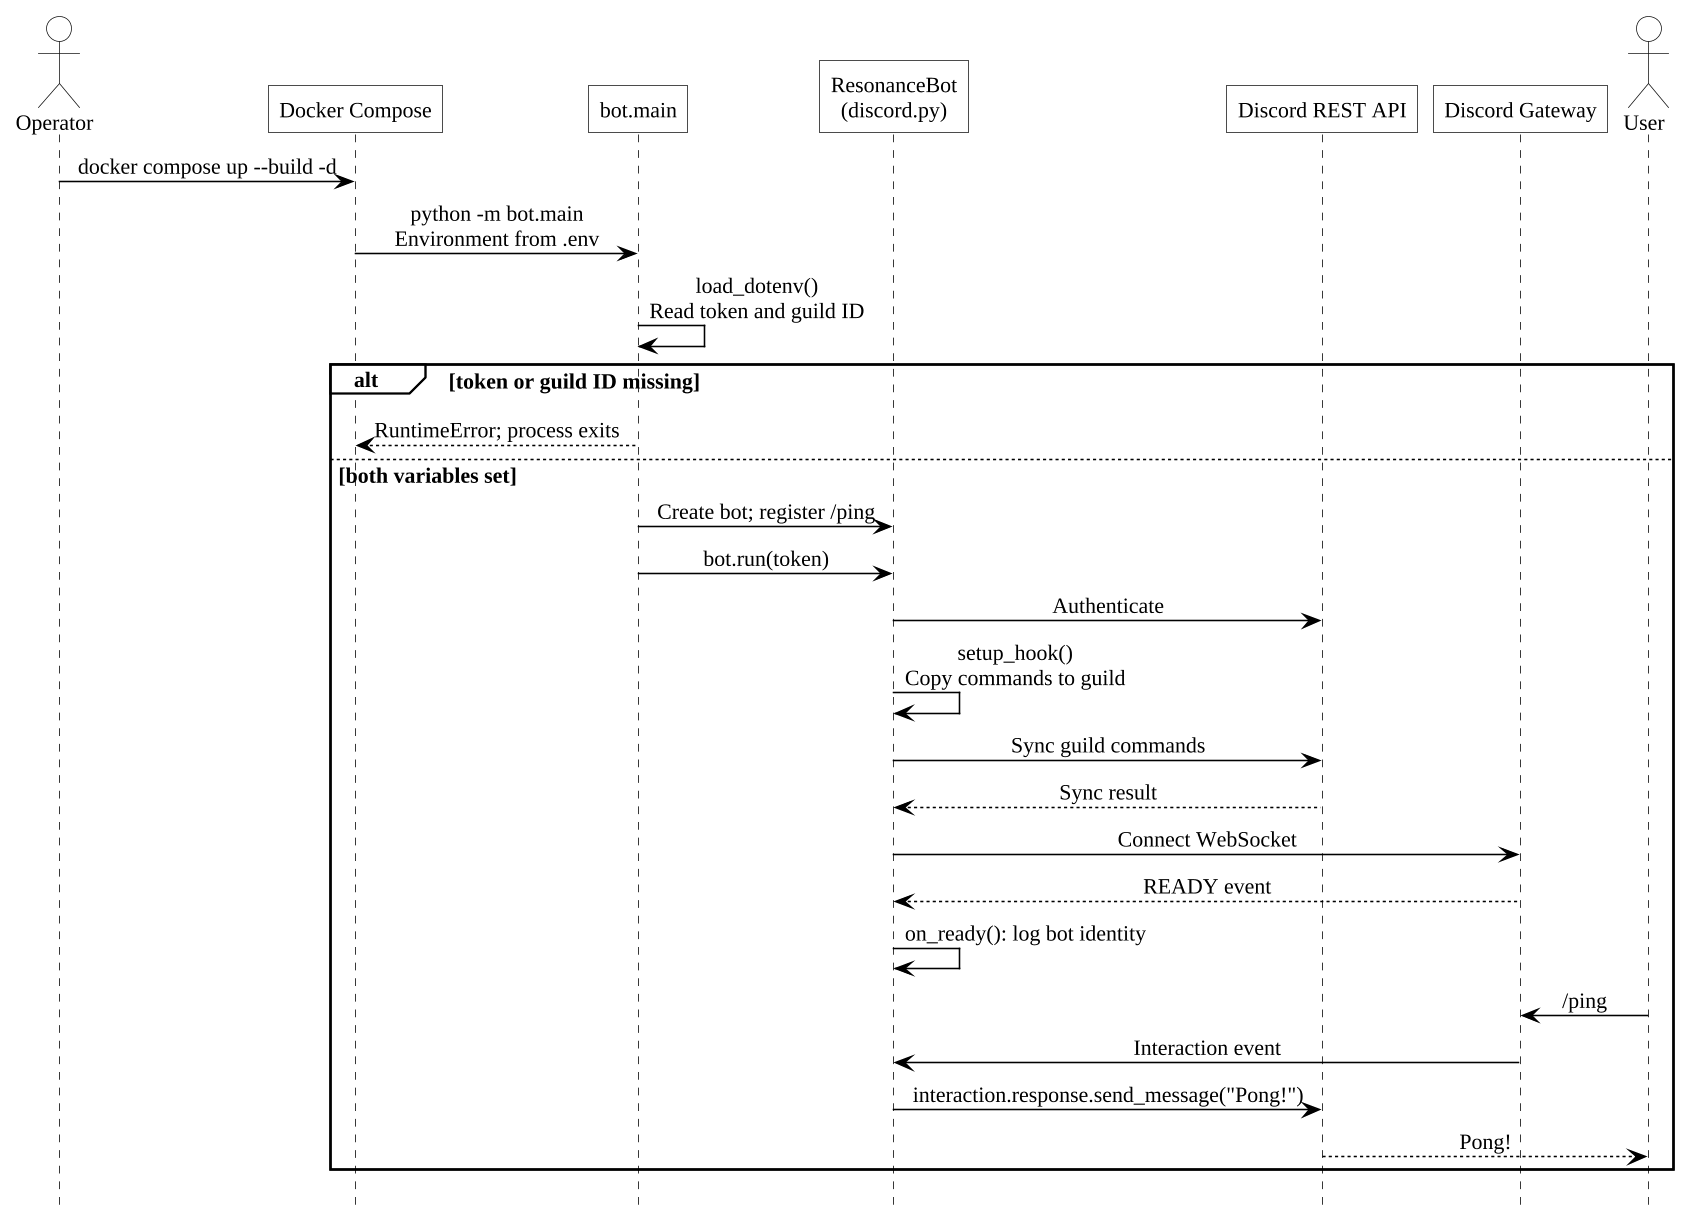 Operator
Docker Compose
bot.main
ResonanceBot
(discord.py)
Discord REST API
Discord Gateway
User
docker compose up --build -d
python -m bot.main
Environment from .env
load_dotenv()
Read token and guild ID
alt
[token or guild ID missing]
RuntimeError; process exits
[both variables set]
Create bot; register /ping
bot.run(token)
Authenticate
setup_hook()
Copy commands to guild
Sync guild commands
Sync result
Connect WebSocket
READY event
on_ready(): log bot identity
/ping
Interaction event
interaction.response.send_message("Pong!")
Pong!